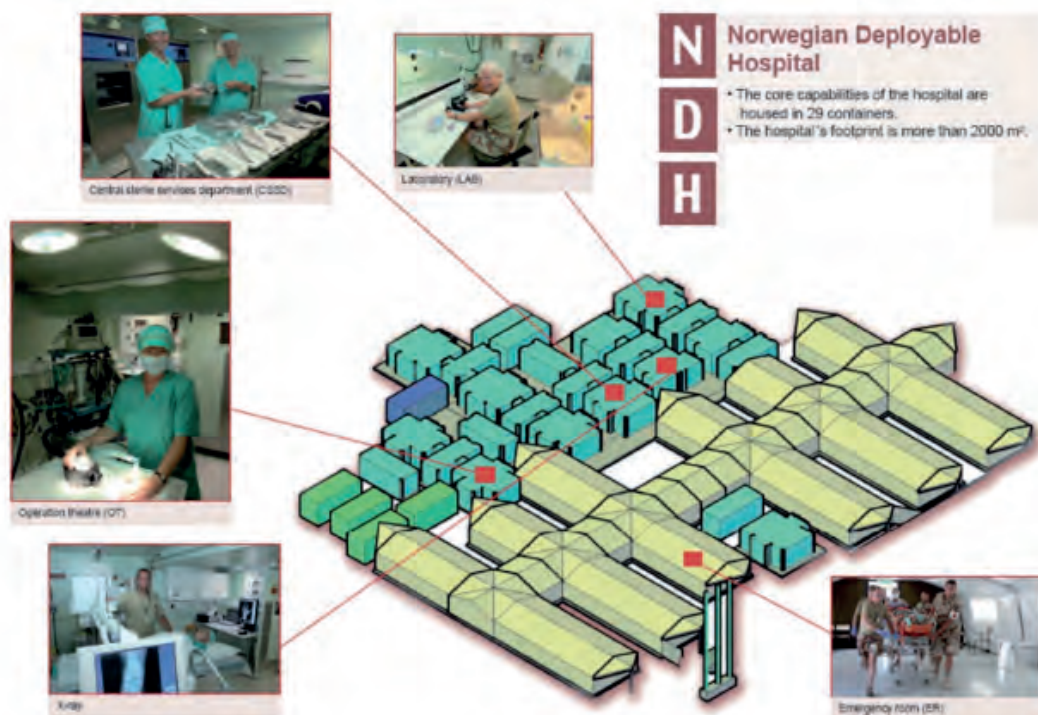 Central sterile services department (CSSD)
Laboratory (LAB)
N
D
H
Norwegian Deployable
Hospital
• The core capabilities of the hospital are
housed in 29 containers.
• The hospital's footprint is more than 2000 m².
Operation theatre (OT)
X-ray
Emergency room (ER)